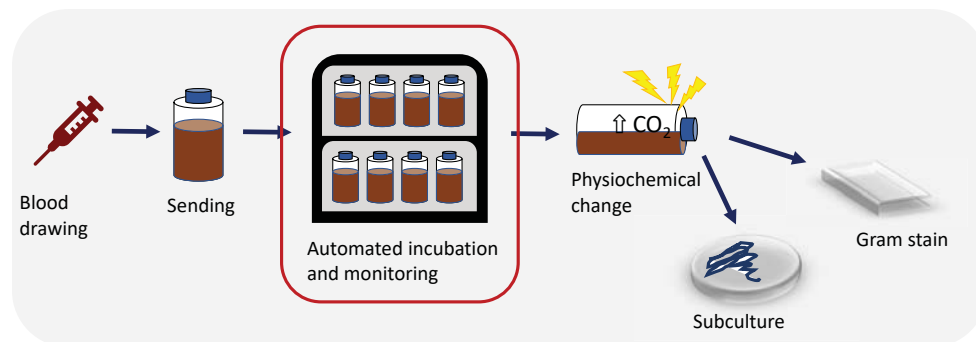 Blood
drawing
Sending
Automated incubation
and monitoring
⇧ CO₂
Physiochemical
change
Subculture
Gram stain